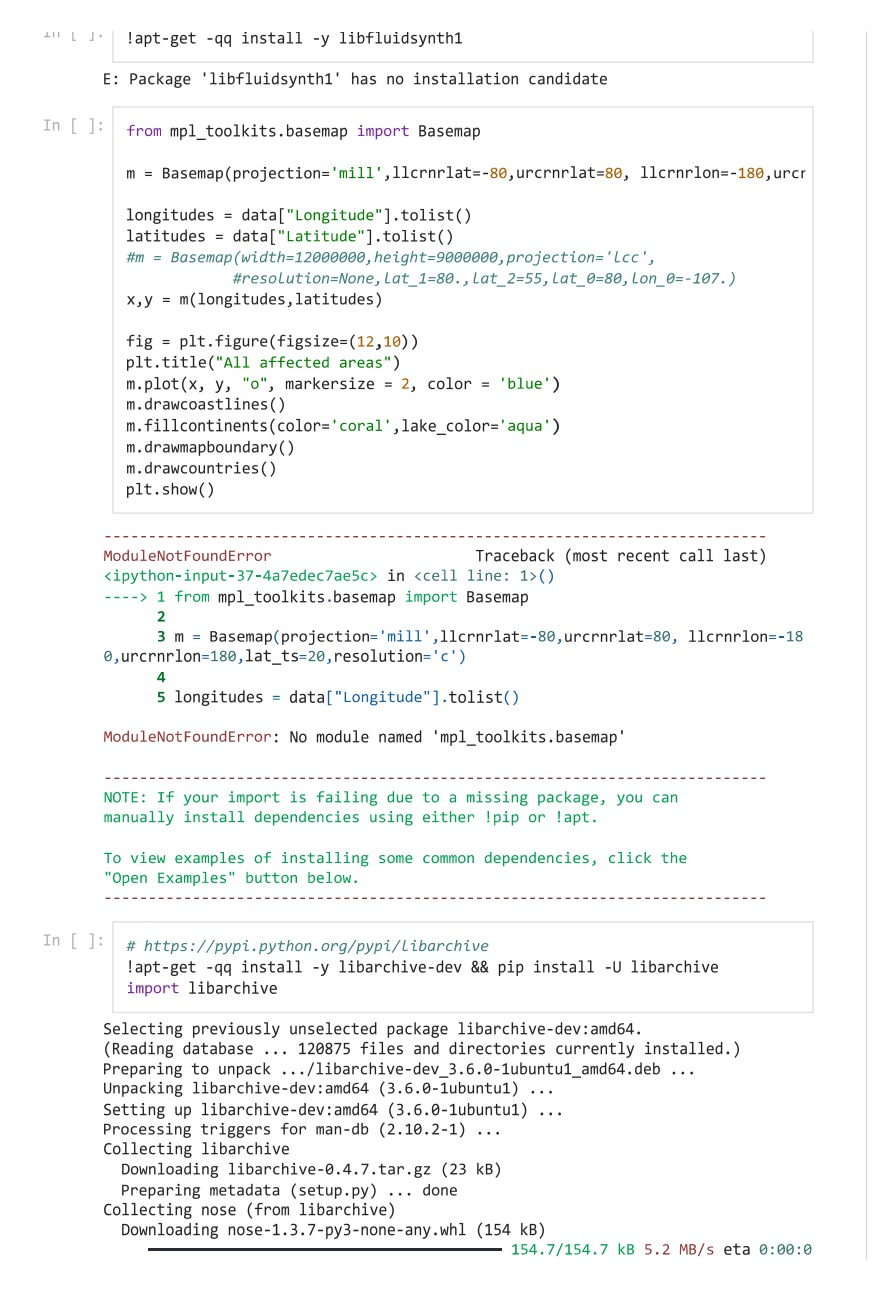 In [ ]:
!apt-get -qq install -y libfluidsynth1
E: Package 'libfluidsynth1' has no installation candidate
In [ ]:
from mpl_toolkits.basemap import Basemap
m = Basemap(projection='mill',llcrnrlat=-80,urcrnrlat=80, llcrnrlon=-180,urcr
longitudes = data["Longitude"].tolist()
latitudes = data["Latitude"].tolist()
#m = Basemap(width=12000000,height=9000000,projection='lcc',
#resolution=None,lat_1=80.,lat_2=55,lat_0=80,lon_0=-107.)
x,y = m(longitudes,latitudes)
fig = plt.figure(figsize=(12,10))
plt.title("All affected areas")
m.plot(x, y, "o", markersize = 2, color = 'blue')
m.drawcoastlines()
m.fillcontinents(color='coral',lake_color='aqua')
m.drawmapboundary()
m.drawcountries()
plt.show()
---------------------------------------------------------------------------
ModuleNotFoundError                       Traceback (most recent call last)
<ipython-input-37-4a7edec7ae5c> in <cell line: 1>()
----> 1 from mpl_toolkits.basemap import Basemap
2
3 m = Basemap(projection='mill',llcrnrlat=-80,urcrnrlat=80, llcrnrlon=-18
0,urcrnrlon=180,lat_ts=20,resolution='c')
4
5 longitudes = data["Longitude"].tolist()
ModuleNotFoundError: No module named 'mpl_toolkits.basemap'
---------------------------------------------------------------------------
NOTE: If your import is failing due to a missing package, you can
manually install dependencies using either !pip or !apt.
To view examples of installing some common dependencies, click the
"Open Examples" button below.
---------------------------------------------------------------------------
In [ ]:
# https://pypi.python.org/pypi/libarchive
!apt-get -qq install -y libarchive-dev && pip install -U libarchive
import libarchive
Selecting previously unselected package libarchive-dev:amd64.
(Reading database ... 120875 files and directories currently installed.)
Preparing to unpack .../libarchive-dev_3.6.0-1ubuntu1_amd64.deb ...
Unpacking libarchive-dev:amd64 (3.6.0-1ubuntu1) ...
Setting up libarchive-dev:amd64 (3.6.0-1ubuntu1) ...
Processing triggers for man-db (2.10.2-1) ...
Collecting libarchive
Downloading libarchive-0.4.7.tar.gz (23 kB)
Preparing metadata (setup.py) ... done
Collecting nose (from libarchive)
Downloading nose-1.3.7-py3-none-any.whl (154 kB)
154.7/154.7 kB 5.2 MB/s eta 0:00:0